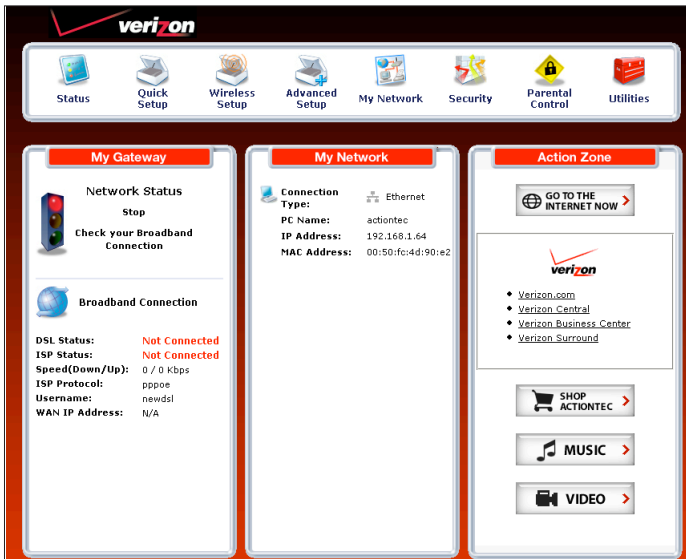 verizon
Status
Quick Setup
Wireless Setup
Advanced Setup
My Network
Security
Parental Control
Utilities
My Gateway
Network Status
Stop
Check your Broadband
Connection
Broadband Connection
DSL Status: Not Connected
ISP Status: Not Connected
Speed(Down/Up): 0 / 0 Kbps
ISP Protocol: pppoe
Username: newdsl
WAN IP Address: N/A
My Network
Connection Type: Ethernet
PC Name: actiontec
IP Address: 192.168.1.64
MAC Address: 00:50:fc:4d:90:e2
Action Zone
GO TO THE
INTERNET NOW
verizon
Verizon.com
Verizon Central
Verizon Business Center
Verizon Surround
SHOP
ACTIONTEC
MUSIC
VIDEO